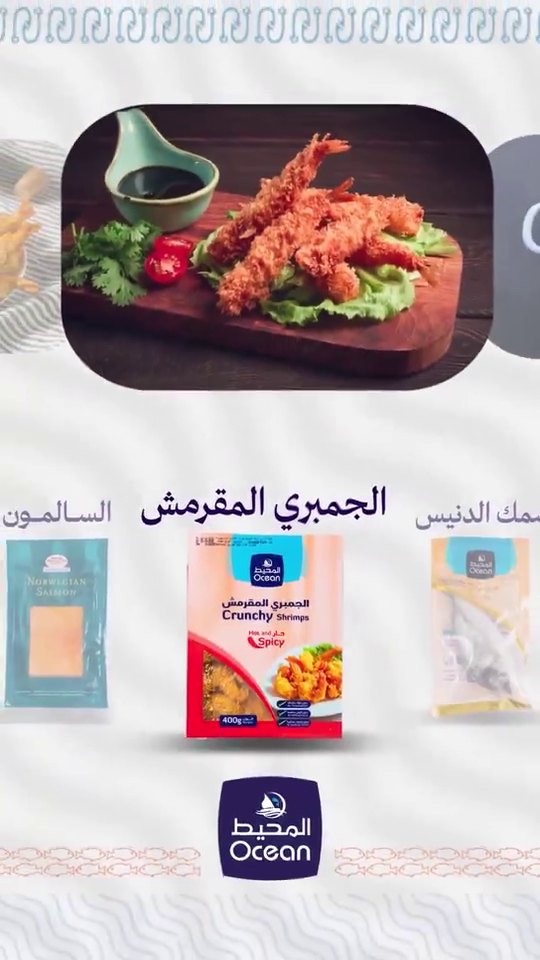 الجمبري المقرمش
السالمون
سمك الدنيس
NORWEGIAN
SALMON
المحيط
Ocean
الجمبري المقرمش
Crunchy Shrimps
حار
Hot and
Spicy
400g
المحيط
Ocean
المحيط
Ocean